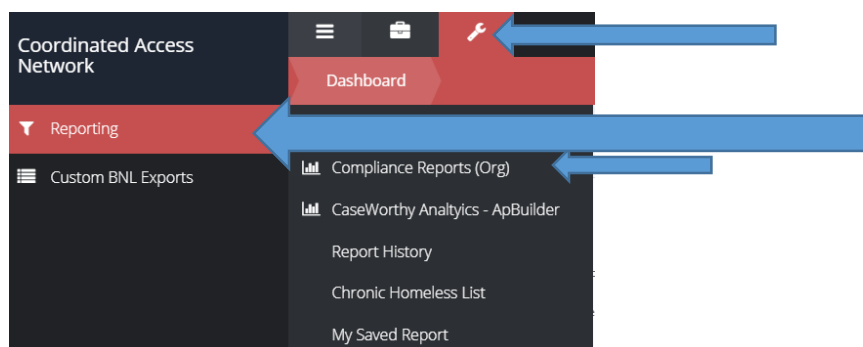 Coordinated Access
Network
Dashboard
Reporting
Custom BNL Exports
Compliance Reports (Org)
CaseWorthy Analtyics - ApBuilder
Report History
Chronic Homeless List
My Saved Report